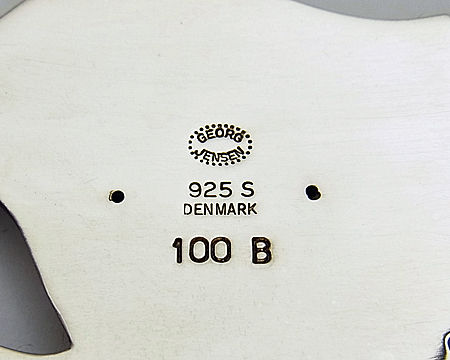 GEORG
JENSEN
925 S
DENMARK
100 B